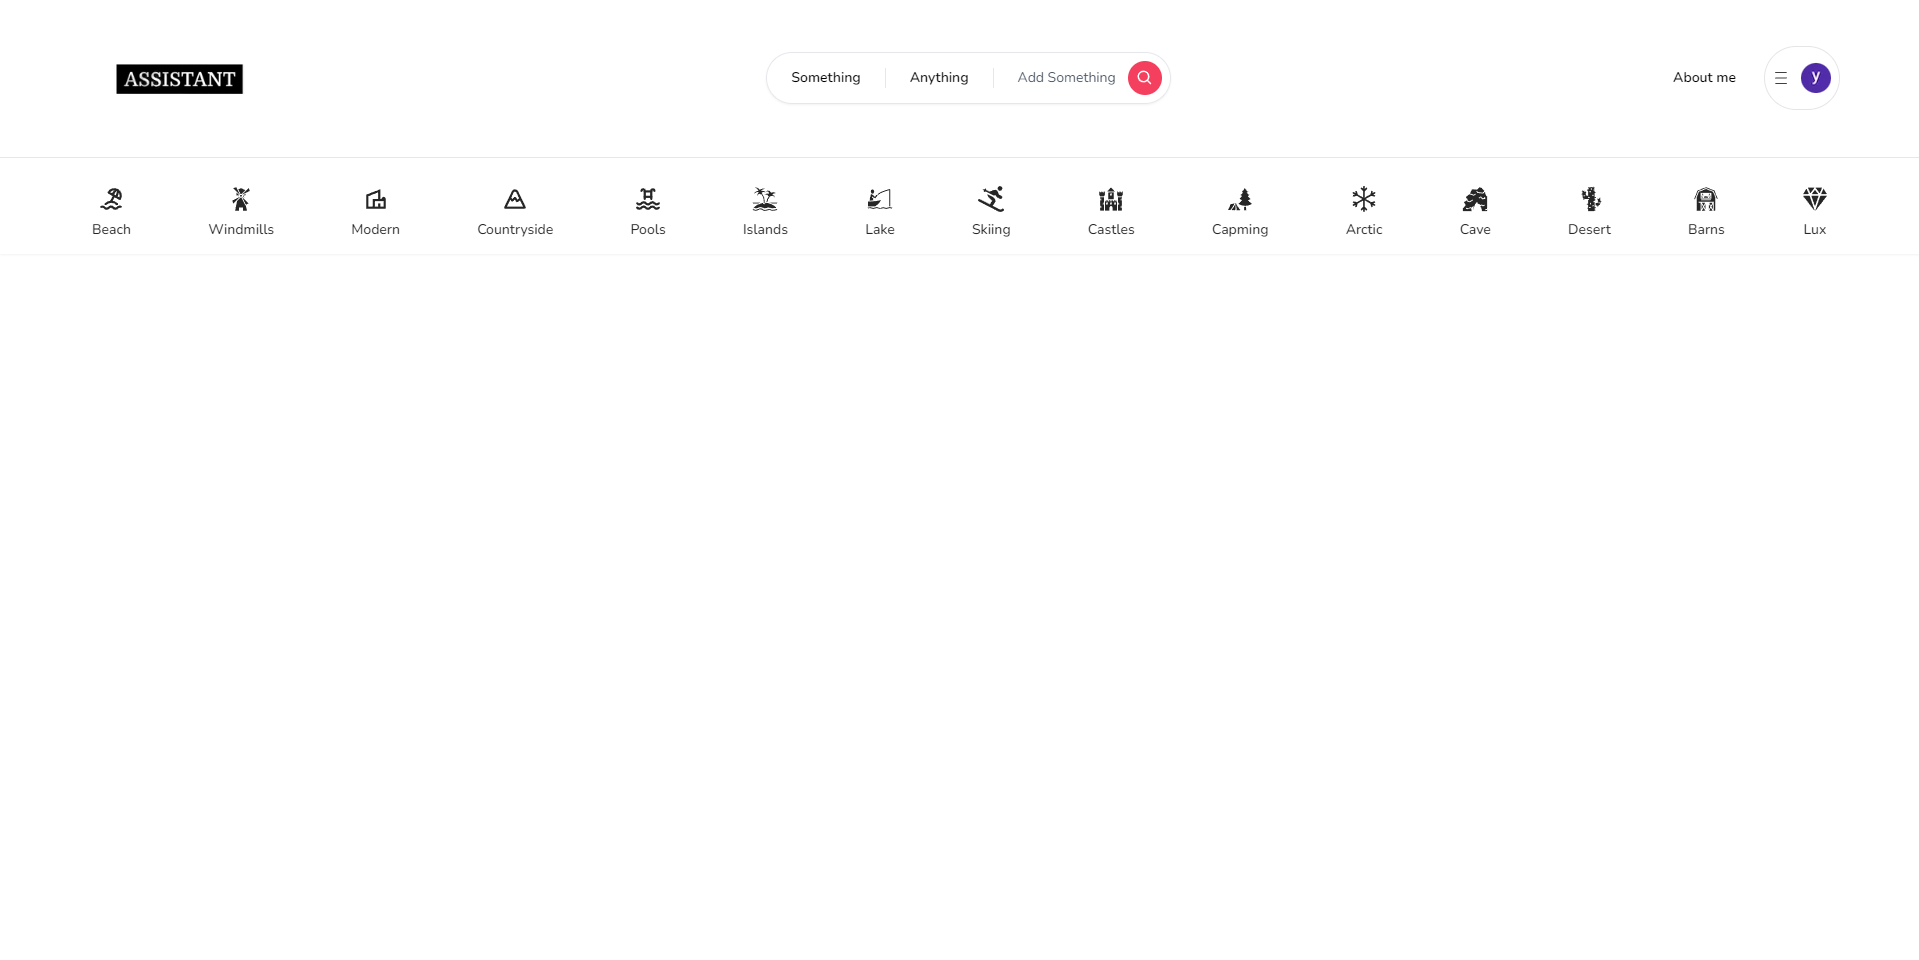 ASSISTANT
Something Anything Add Something
About me
y
Beach Windmills Modern Countryside Pools Islands Lake Skiing Castles Capming Arctic Cave Desert Barns Lux